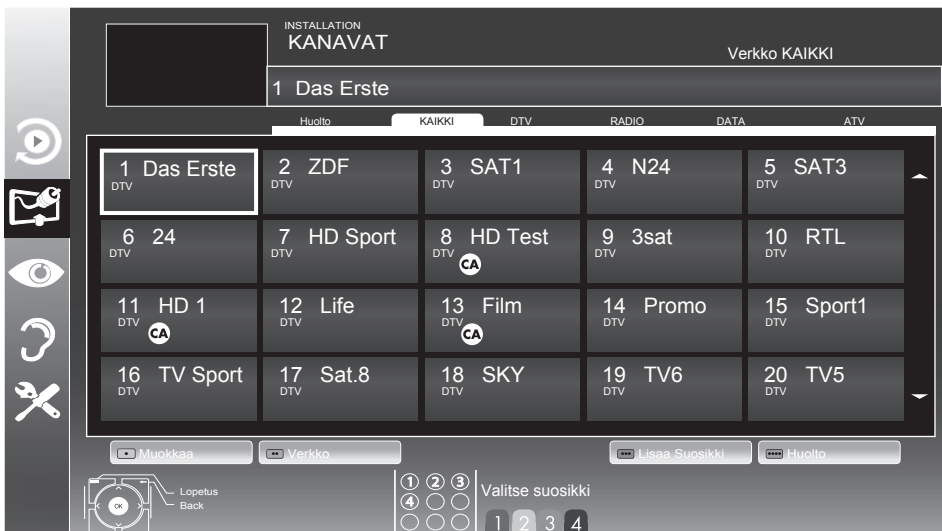 INSTALLATION
KANAVAT
Verkko KAIKKI
1 Das Erste
Huolto KAIKKI DTV RADIO DATA ATV
1 Das Erste 2 ZDF 3 SAT1 4 N24 5 SAT3
DTV DTV DTV DTV DTV
6 24 7 HD Sport 8 HD Test 9 3sat 10 RTL
DTV DTV DTV DTV DTV
CA
11 HD 1 12 Life 13 Film 14 Promo 15 Sport1
DTV DTV DTV DTV DTV
CA CA
16 TV Sport 17 Sat.8 18 SKY 19 TV6 20 TV5
DTV DTV DTV DTV DTV
Muokkaa Verkko Lisaa Suosikki Huolto
Lopetus
OK Back
1 2 3
4
Valitse suosikki
1 2 3 4